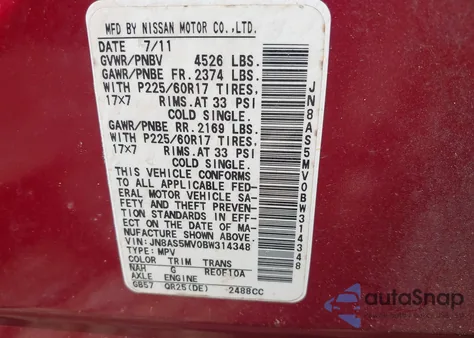 MFD BY NISSAN MOTOR CO.,LTD.
DATE 7/11
GVWR/PNBV 4526 LBS.
GAWR/PNBE FR. 2374 LBS.
WITH P225/60R17 TIRES,
17X7 RIMS.AT 33 PSI
COLD SINGLE.
GAWR/PNBE RR. 2169 LBS.
WITH P225/60R17 TIRES,
17X7 RIMS.AT 33 PSI
COLD SINGLE.
THIS VEHICLE CONFORMS
TO ALL APPLICABLE FED-
ERAL MOTOR VEHICLE SA-
FETY AND THEFT PREVEN-
TION STANDARDS IN EFF-
ECT ON THE DATE OF MA-
NUFACTURE SHOWN ABOVE.
VIN:JN8AS5MV0BW314348
TYPE: MPV
COLOR TRIM TRANS
NAH G RE0F10A
AXLE ENGINE
GB57 QR25(DE) 2488CC
JN8AS5MV0BW314348
autoSnap
POWERED BY CARFAST EXPRESS